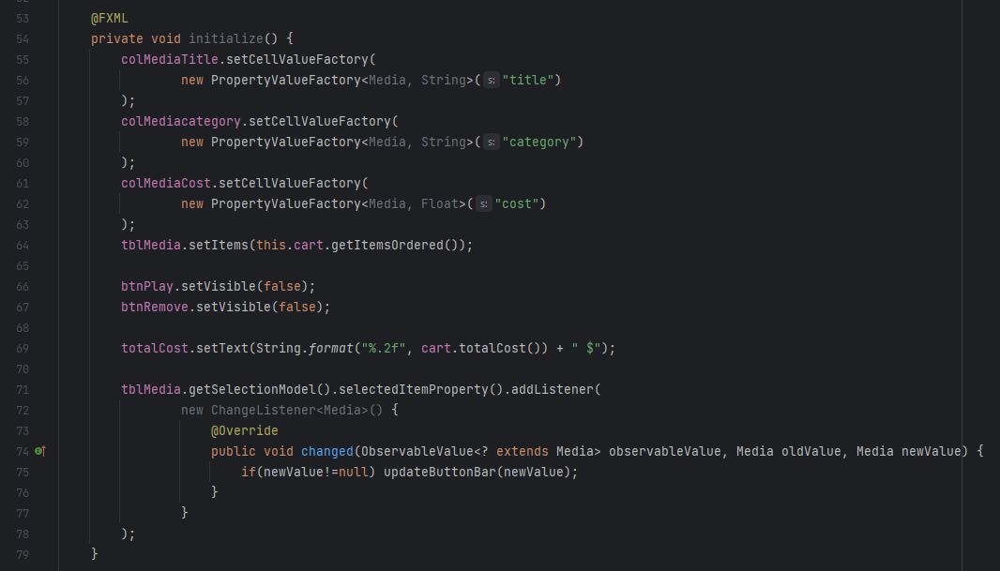 53 @FXML
54 private void initialize() {
55 colMediaTitle.setCellValueFactory(
56 new PropertyValueFactory<Media, String>( s: "title")
57 );
58 colMediacategory.setCellValueFactory(
59 new PropertyValueFactory<Media, String>( s: "category")
60 );
61 colMediaCost.setCellValueFactory(
62 new PropertyValueFactory<Media, Float>( s: "cost")
63 );
64 tblMedia.setItems(this.cart.getItemsOrdered());
65
66 btnPlay.setVisible(false);
67 btnRemove.setVisible(false);
68
69 totalCost.setText(String.format("%.2f", cart.totalCost()) + " $");
70
71 tblMedia.getSelectionModel().selectedItemProperty().addListener(
72 new ChangeListener<Media>() {
73 @Override
74 public void changed(ObservableValue<? extends Media> observableValue, Media oldValue, Media newValue) {
75 if(newValue!=null) updateButtonBar(newValue);
76 }
77 }
78 );
79 }